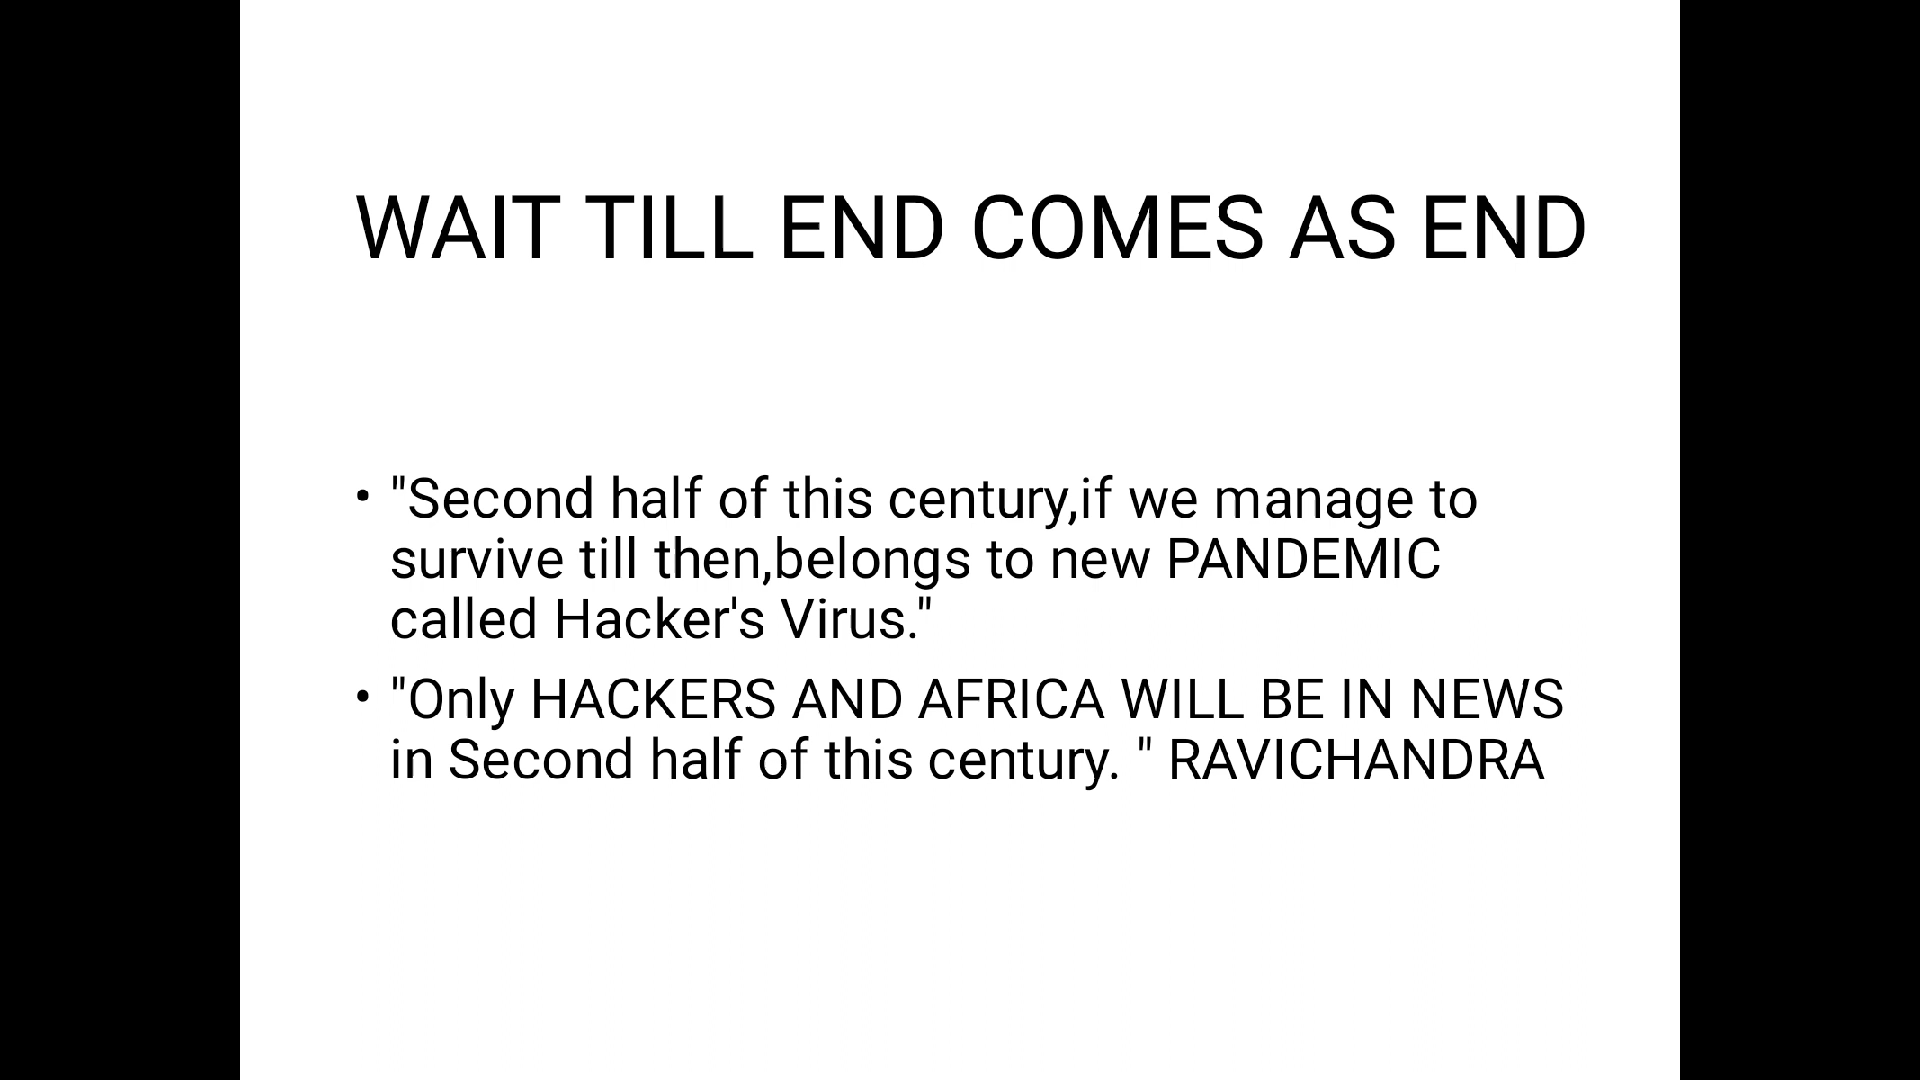 WAIT TILL END COMES AS END
• "Second half of this century,if we manage to
survive till then,belongs to new PANDEMIC
called Hacker's Virus."
• "Only HACKERS AND AFRICA WILL BE IN NEWS
in Second half of this century. " RAVICHANDRA